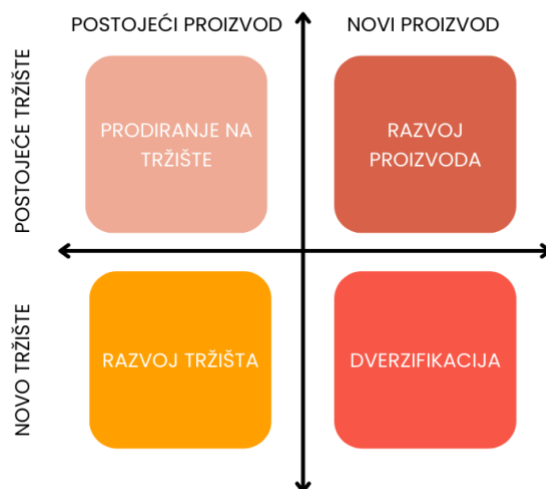 POSTOJEĆI PROIZVOD
NOVI PROIZVOD
POSTOJEĆE TRŽIŠTE
PRODIRANJE NA
TRŽIŠTE
RAZVOJ
PROIZVODA
NOVO TRŽIŠTE
RAZVOJ TRŽIŠTA
DVERZIFIKACIJA